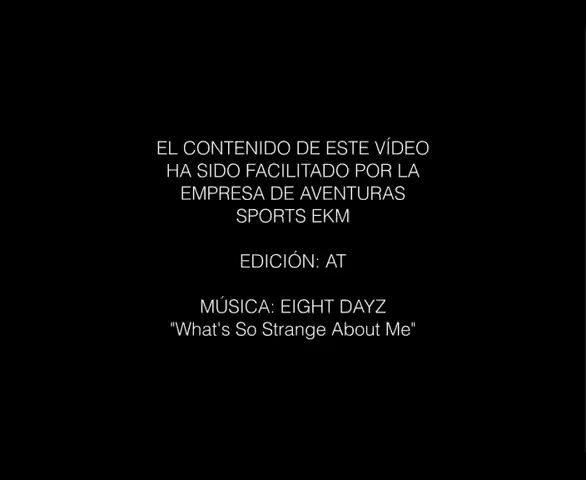 EL CONTENIDO DE ESTE VÍDEO
HA SIDO FACILITADO POR LA
EMPRESA DE AVENTURAS
SPORTS EKM
EDICIÓN: AT
MÚSICA: EIGHT DAYZ
"What's So Strange About Me"